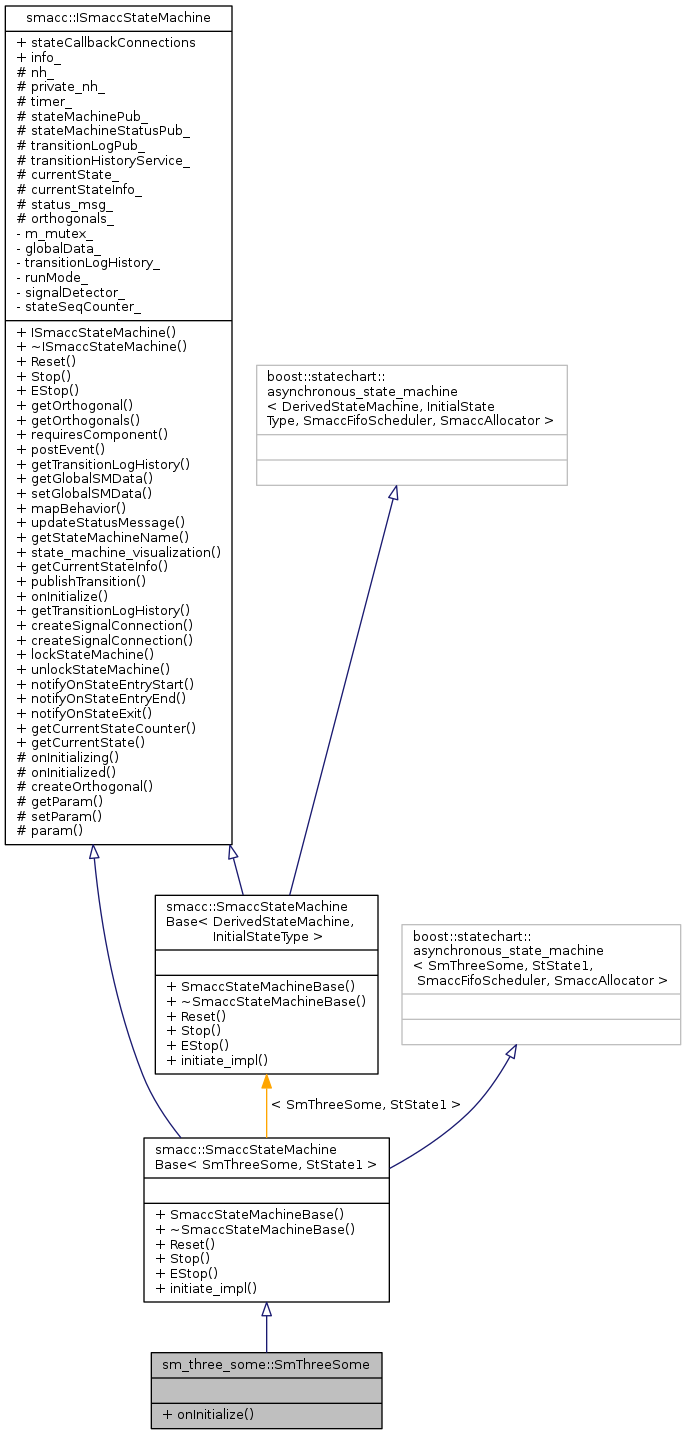 smacc::ISmaccStateMachine
+ stateCallbackConnections
+ info_
# nh_
# private_nh_
# timer_
# stateMachinePub_
# stateMachineStatusPub_
# transitionLogPub_
# transitionHistoryService_
# currentState_
# currentStateInfo_
# status_msg_
# orthogonals_
- m_mutex_
- globalData_
- transitionLogHistory_
- runMode_
- signalDetector_
- stateSeqCounter_
+ ISmaccStateMachine()
+ ~ISmaccStateMachine()
+ Reset()
+ Stop()
+ EStop()
+ getOrthogonal()
+ getOrthogonals()
+ requiresComponent()
+ postEvent()
+ getTransitionLogHistory()
+ getGlobalSMData()
+ setGlobalSMData()
+ mapBehavior()
+ updateStatusMessage()
+ getStateMachineName()
+ state_machine_visualization()
+ getCurrentStateInfo()
+ publishTransition()
+ onInitialize()
+ getTransitionLogHistory()
+ createSignalConnection()
+ createSignalConnection()
+ lockStateMachine()
+ unlockStateMachine()
+ notifyOnStateEntryStart()
+ notifyOnStateEntryEnd()
+ notifyOnStateExit()
+ getCurrentStateCounter()
+ getCurrentState()
# onInitializing()
# onInitialized()
# createOrthogonal()
# getParam()
# setParam()
# param()
boost::statechart::
asynchronous_state_machine
< DerivedStateMachine, InitialState
Type, SmaccFifoScheduler, SmaccAllocator >
smacc::SmaccStateMachine
Base< DerivedStateMachine,
InitialStateType >
+ SmaccStateMachineBase()
+ ~SmaccStateMachineBase()
+ Reset()
+ Stop()
+ EStop()
+ initiate_impl()
boost::statechart::
asynchronous_state_machine
< SmThreeSome, StState1,
SmaccFifoScheduler, SmaccAllocator >
< SmThreeSome, StState1 >
smacc::SmaccStateMachine
Base< SmThreeSome, StState1 >
+ SmaccStateMachineBase()
+ ~SmaccStateMachineBase()
+ Reset()
+ Stop()
+ EStop()
+ initiate_impl()
sm_three_some::SmThreeSome
+ onInitialize()